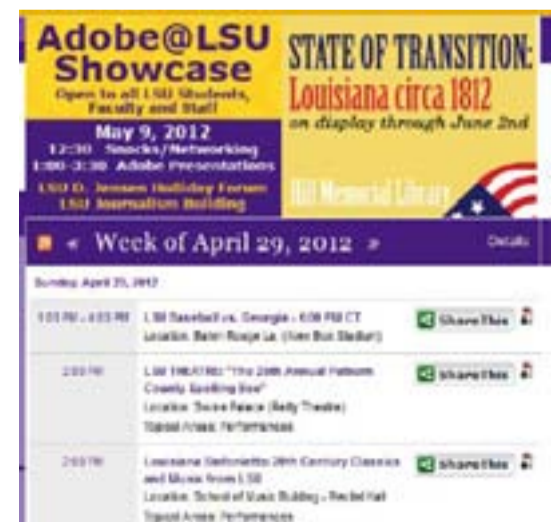 Adobe@LSU
Showcase
Open to all LSU Students,
Faculty and Staff
May 9, 2012
12:30 Snacks/Networking
1:00-3:30 Adobe Presentations
LSU D. Jensen Holliday Forum
LSU Journalism Building
STATE OF TRANSITION:
Louisiana circa 1812
on display through June 2nd
Hill Memorial Library
« Week of April 29, 2012 »
Details
Sunday, April 29, 2012
LSU Baseball vs. Georgia - CT
Location: Baton Rouge La. (Alex Box Stadium)
ShareThis
2:00 PM
LSU THEATRE: "The 25th Annual Putnam
County Spelling Bee"
Location: Swine Palace (Reilly Theatre)
Topical Areas: Performances
ShareThis
2:00 PM
Louisiana Sinfonietta: 20th Century Classics
and Music from LSU
Location: School of Music Building - Recital Hall
Topical Areas: Performances
ShareThis